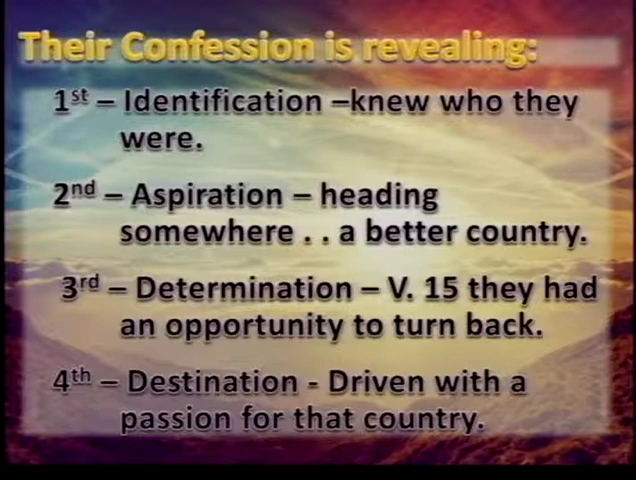 Their Confession is revealing:
1st – Identification –knew who they
were.
2nd – Aspiration – heading
somewhere . . a better country.
3rd – Determination – V. 15 they had
an opportunity to turn back.
4th – Destination - Driven with a
passion for that country.